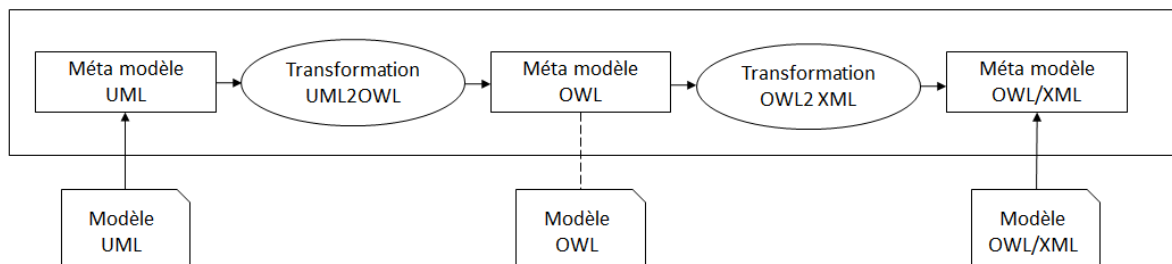 Méta modèle
UML
Transformation
UML2OWL
Méta modèle
OWL
Transformation
OWL2 XML
Méta modèle
OWL/XML
Modèle
UML
Modèle
OWL
Modèle
OWL/XML